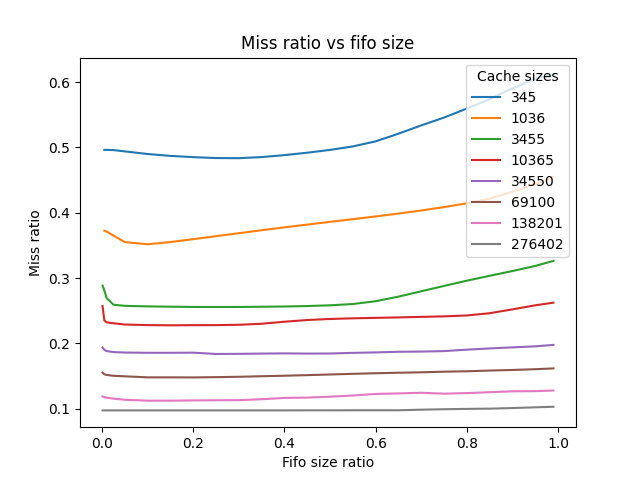 Miss ratio vs fifo size
Miss ratio
0.6
0.5
0.4
0.3
0.2
0.1
Cache sizes
345
1036
3455
10365
34550
69100
138201
276402
0.0 0.2 0.4 0.6 0.8 1.0
Fifo size ratio